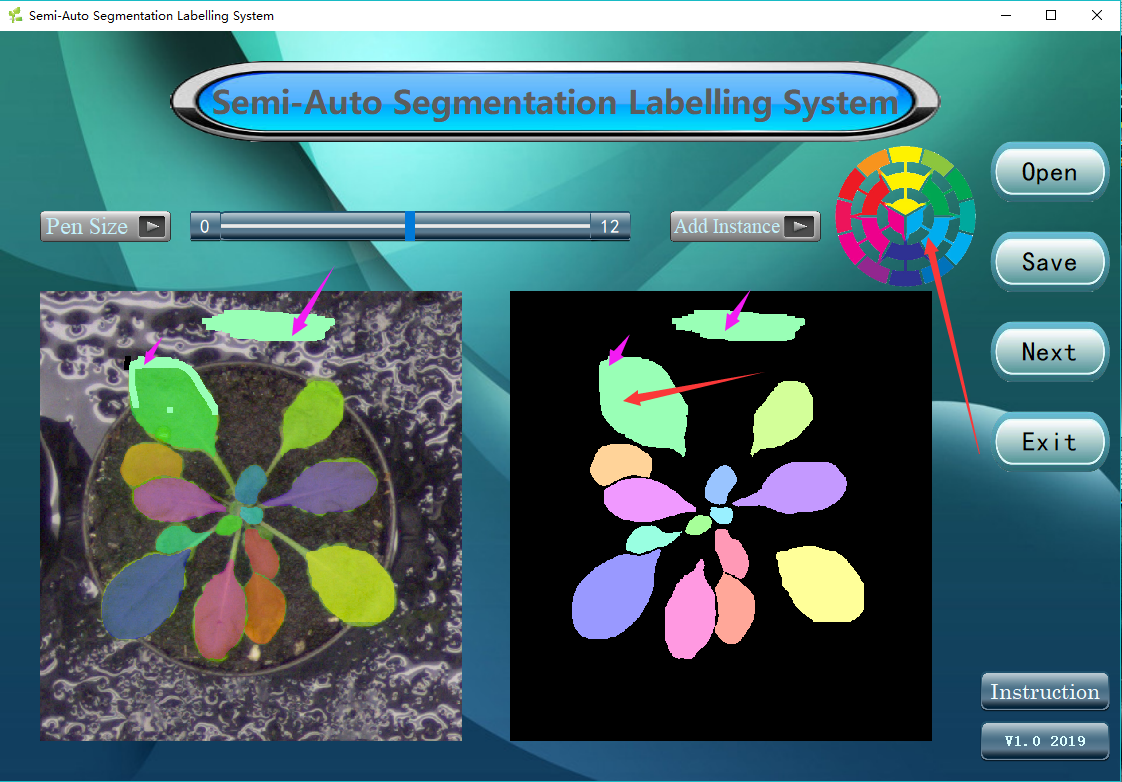 Semi-Auto Segmentation Labelling System
Semi-Auto Segmentation Labelling System
Open
Pen Size
0
12
Add Instance
Save
Next
Exit
Instruction
V1.0 2019